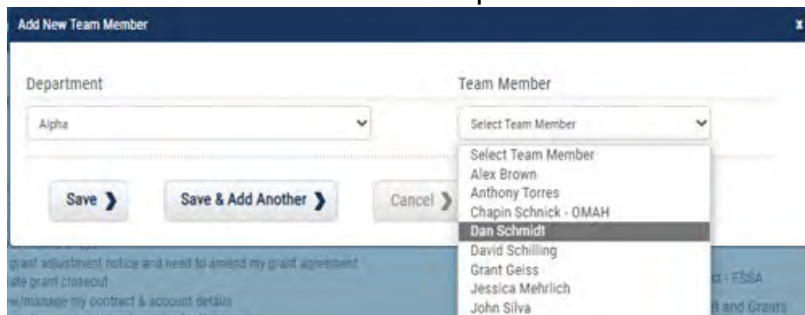 Add New Team Member x
Department Team Member
Alpha Select Team Member
Select Team Member
Alex Brown
Anthony Torres
Save Save & Add Another Cancel Chapin Schnick - OMAH
Dan Schmidt
David Schilling
grant adjustment notice and need to amend my grant agreement
Grant Geiss
ate grant closeout - FSSA
Jessica Mehrlich
w/manage my contract & account details
John Silva and Grants